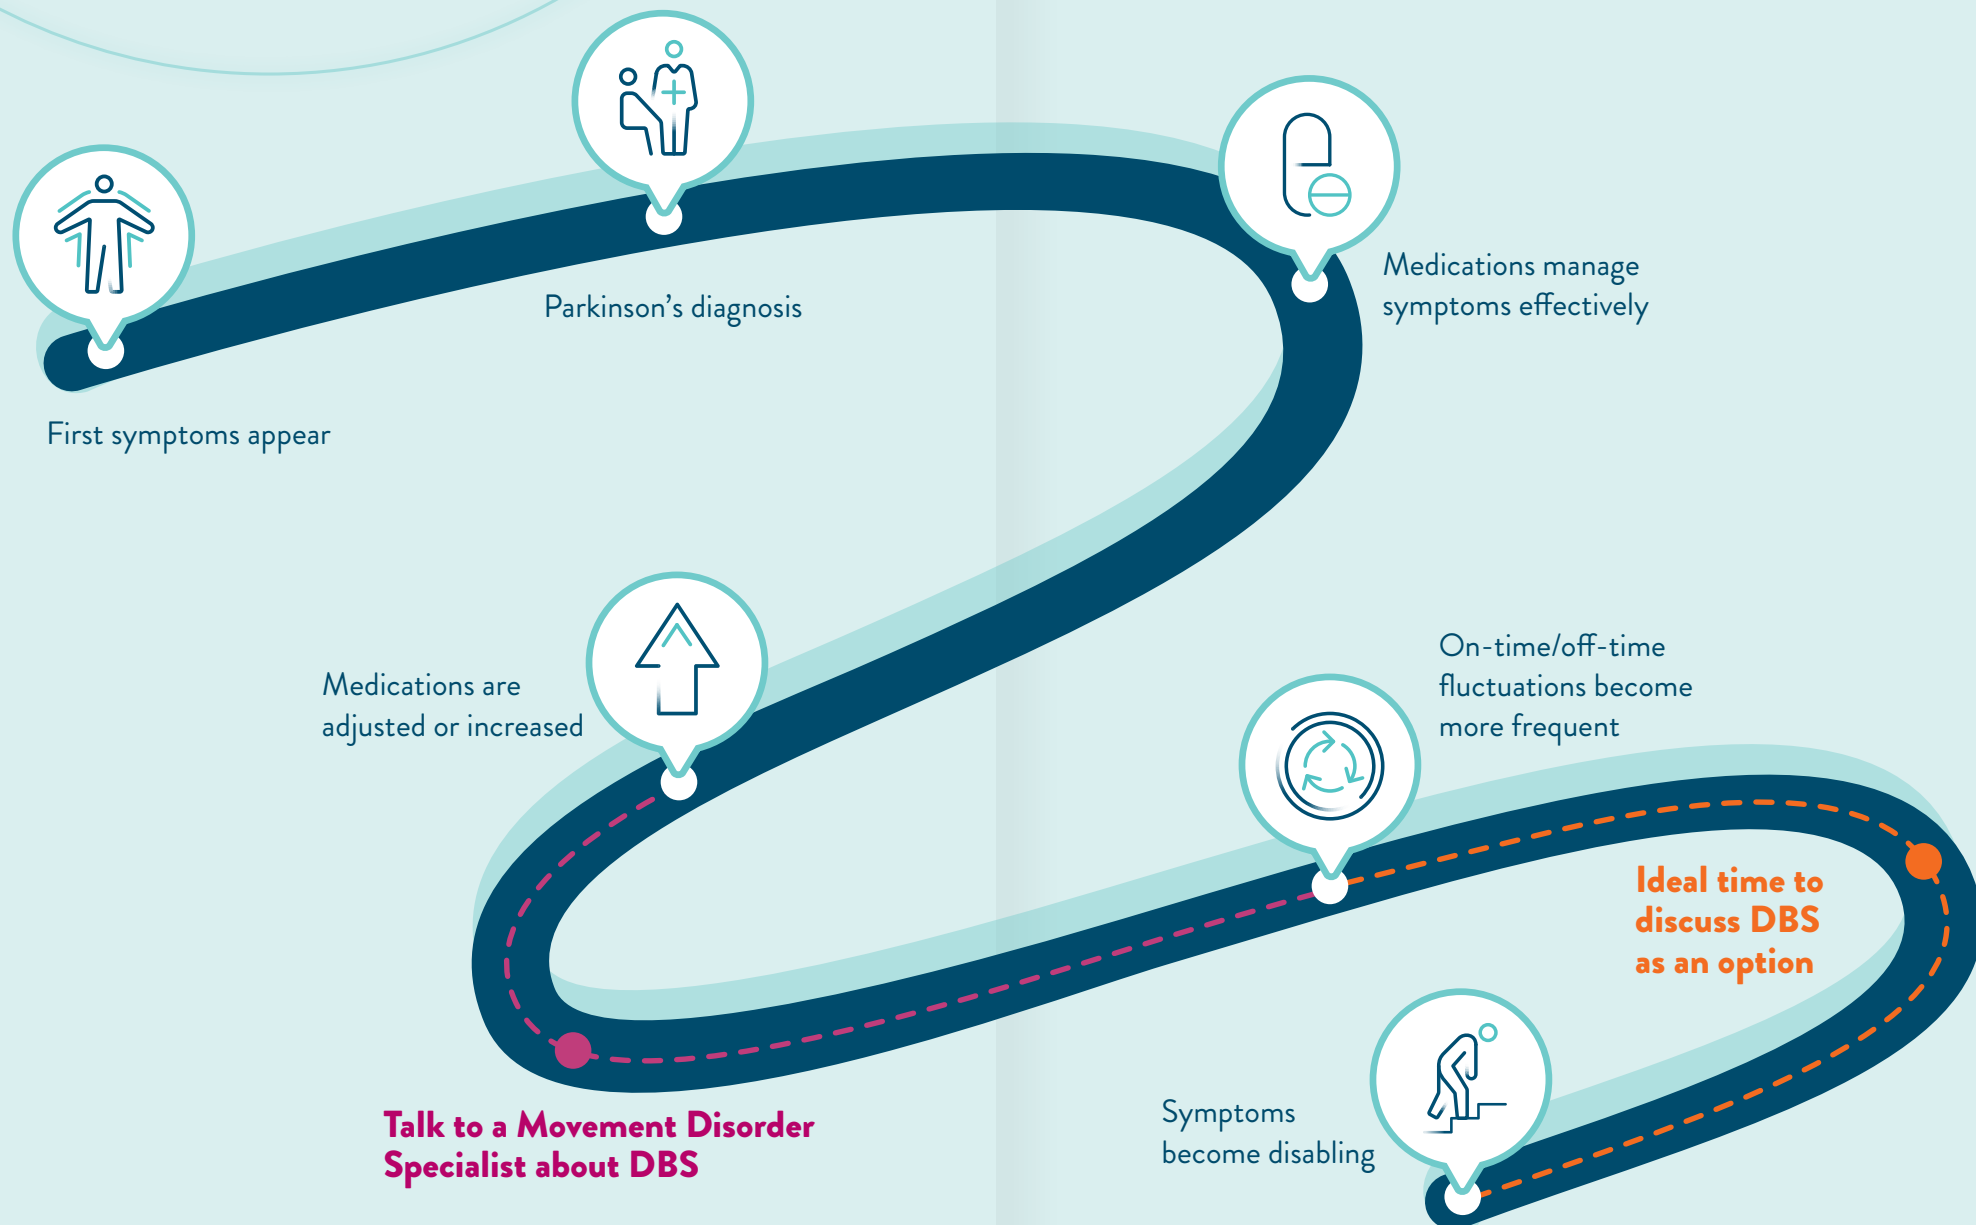 First symptoms appear
Parkinson’s diagnosis
Medications manage
symptoms effectively
Medications are
adjusted or increased
Talk to a Movement Disorder
Specialist about DBS
On-time/off-time
fluctuations become
more frequent
Ideal time to
discuss DBS
as an option
Symptoms
become disabling